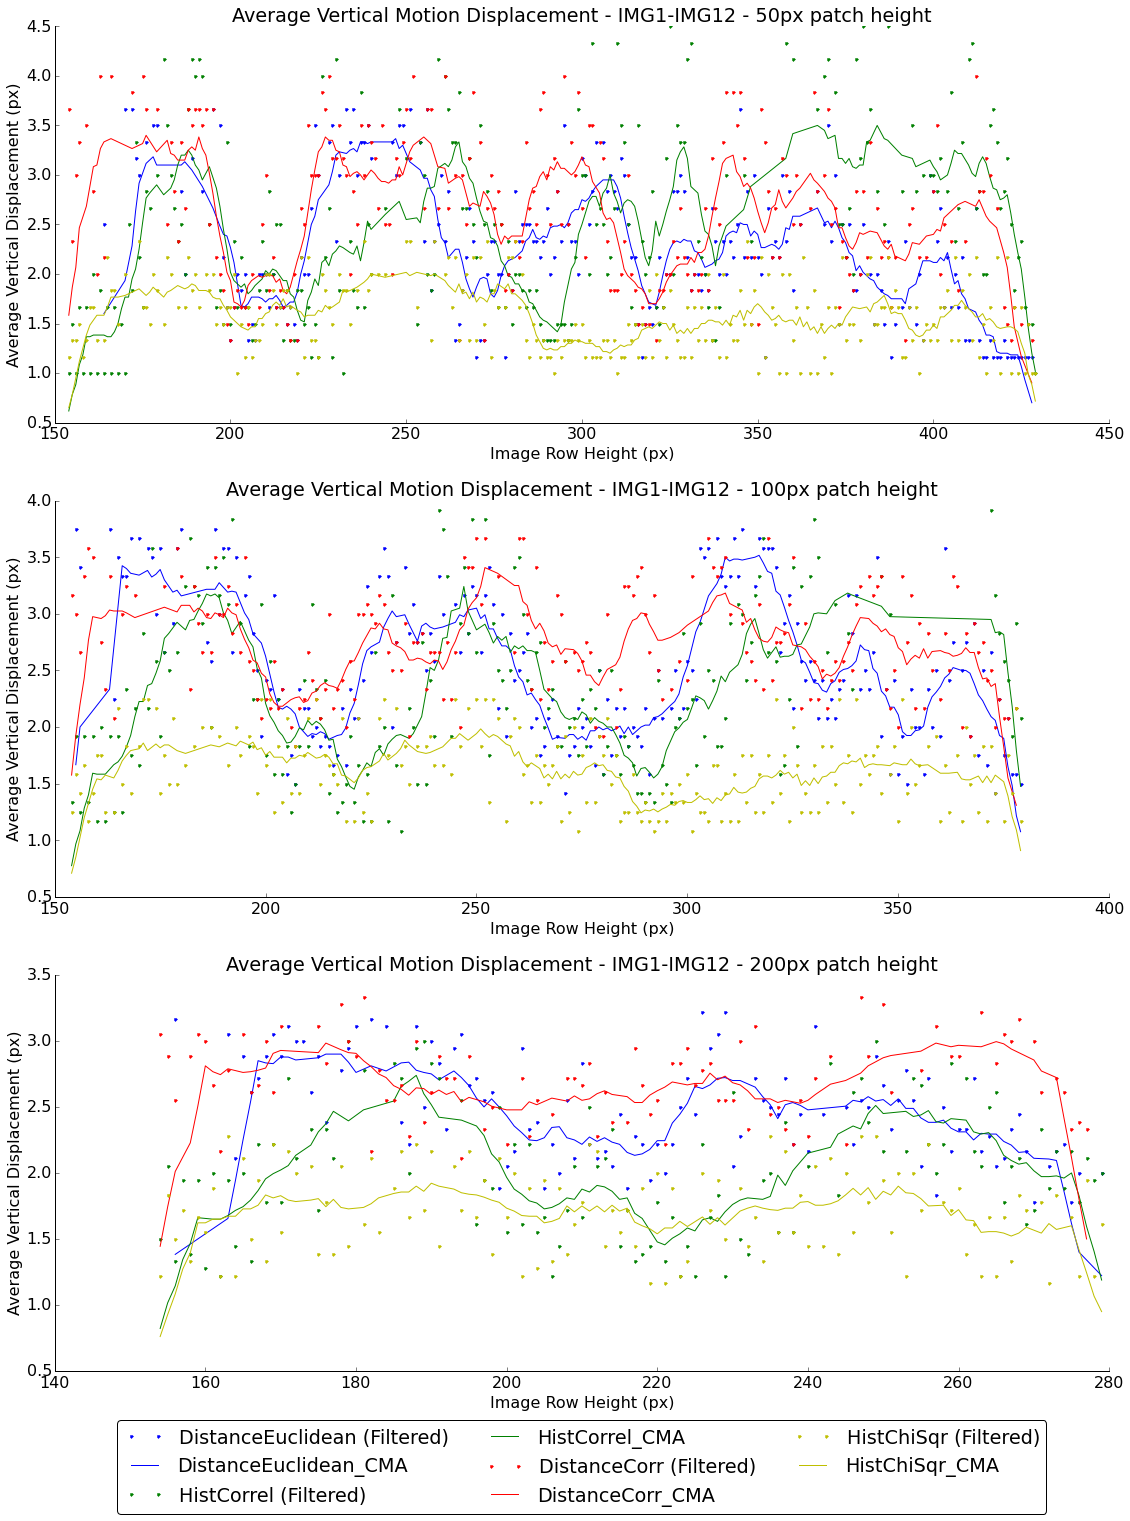 Average Vertical Motion Displacement - IMG1-IMG12 - 50px patch height
Average Vertical Displacement (px)
4.5
4.0
3.5
3.0
2.5
2.0
1.5
1.0
0.5
150 200 250 300 350 400 450
Image Row Height (px)
Average Vertical Motion Displacement - IMG1-IMG12 - 100px patch height
Average Vertical Displacement (px)
4.0
3.5
3.0
2.5
2.0
1.5
1.0
0.5
150 200 250 300 350 400
Image Row Height (px)
Average Vertical Motion Displacement - IMG1-IMG12 - 200px patch height
Average Vertical Displacement (px)
3.5
3.0
2.5
2.0
1.5
1.0
0.5
140 160 180 200 220 240 260 280
Image Row Height (px)
DistanceEuclidean (Filtered)
DistanceEuclidean_CMA
HistCorrel (Filtered)
HistCorrel_CMA
DistanceCorr (Filtered)
DistanceCorr_CMA
HistChiSqr (Filtered)
HistChiSqr_CMA